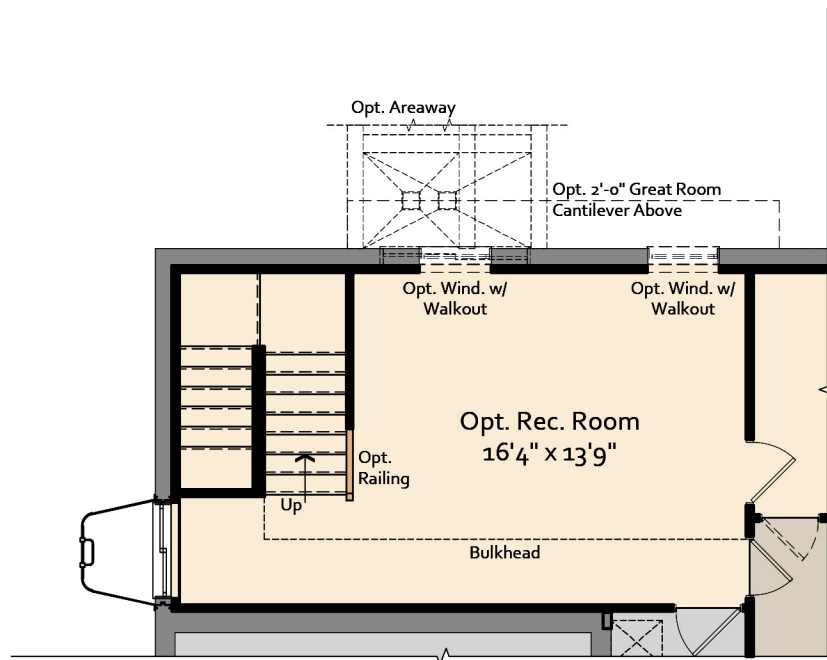 Opt. Areaway
Opt. 2'-0" Great Room
Cantilever Above
Opt. Wind. w/
Walkout
Opt. Wind. w/
Walkout
Opt. Rec. Room
16'4" x 13'9"
Opt.
Railing
Up
Bulkhead